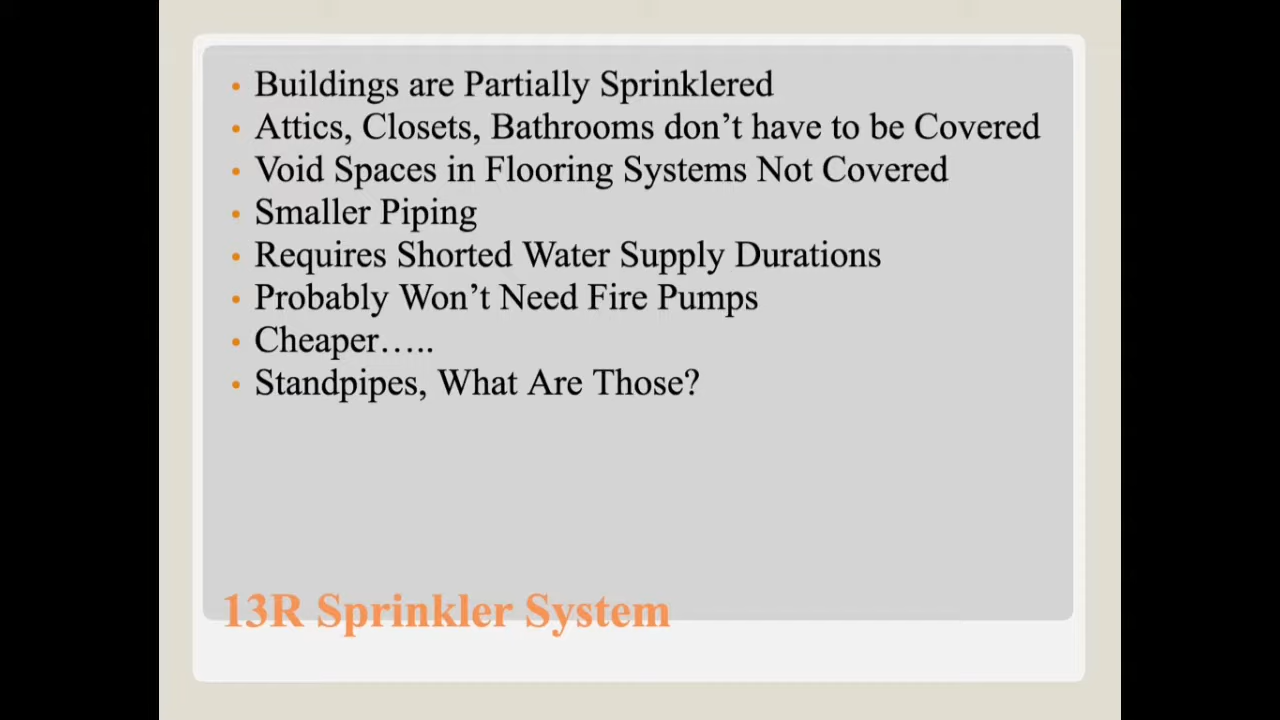 • Buildings are Partially Sprinklered
• Attics, Closets, Bathrooms don’t have to be Covered
• Void Spaces in Flooring Systems Not Covered
• Smaller Piping
• Requires Shorted Water Supply Durations
• Probably Won’t Need Fire Pumps
• Cheaper…..
• Standpipes, What Are Those?
13R Sprinkler System